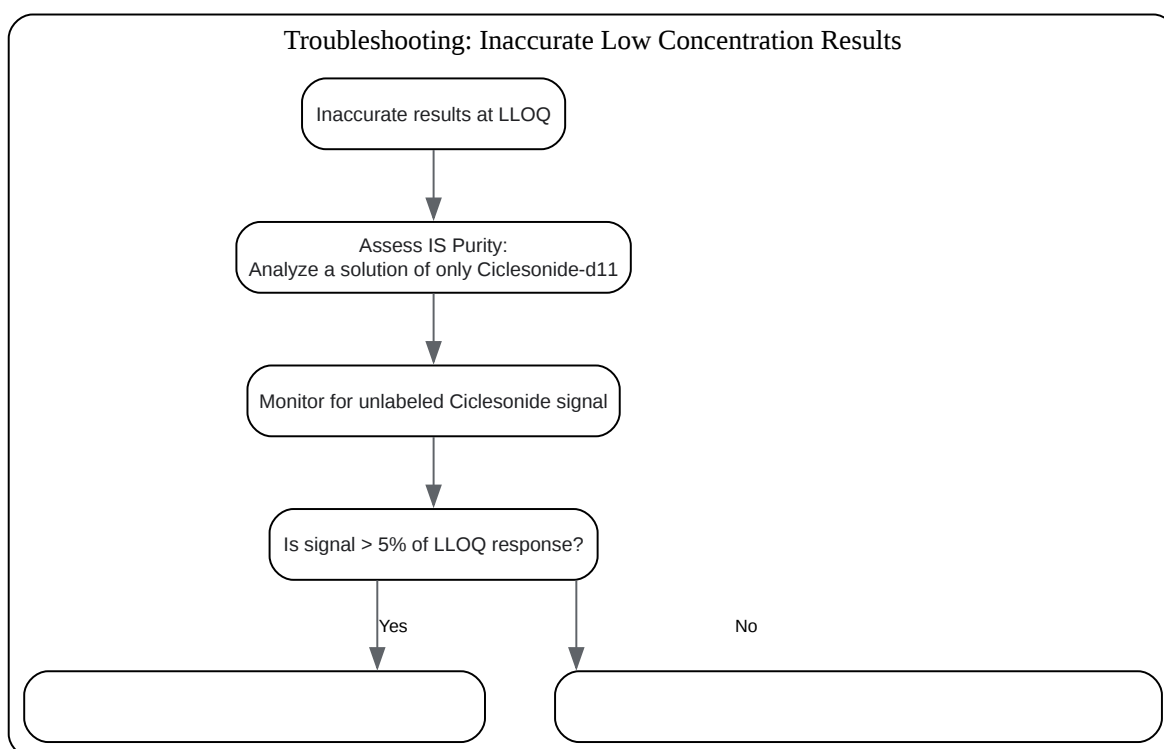 Troubleshooting: Inaccurate Low Concentration Results
Inaccurate results at LLOQ
Assess IS Purity:
Analyze a solution of only Ciclesonide-d11
Monitor for unlabeled Ciclesonide signal
Is signal > 5% of LLOQ response?
Yes
No